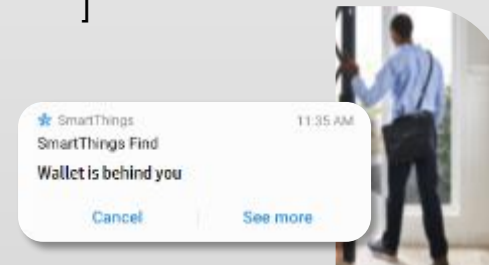 ]
SmartThings 11:35 AM
SmartThings Find
Wallet is behind you
Cancel See more